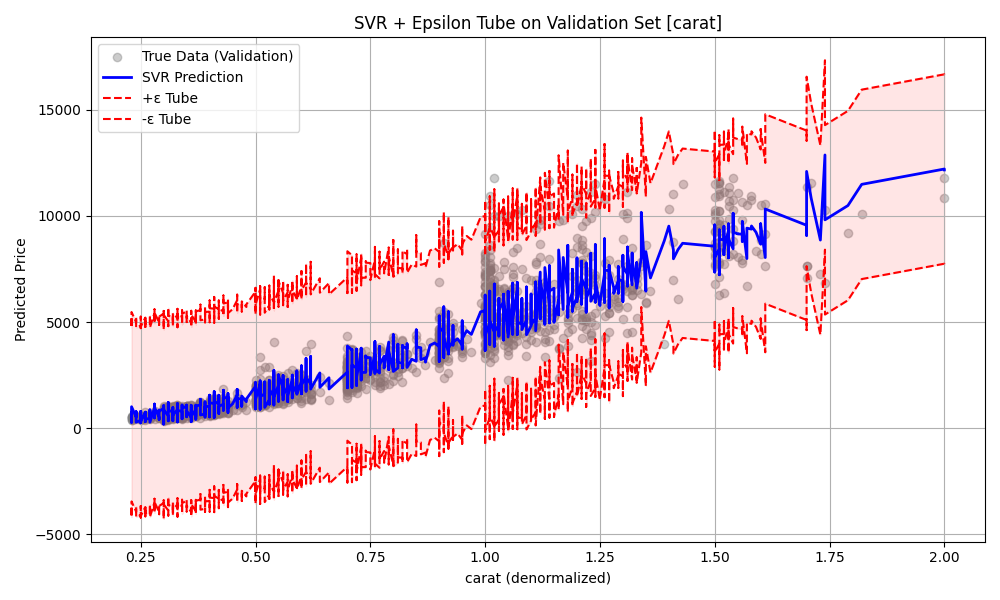 SVR + Epsilon Tube on Validation Set [carat]
True Data (Validation)
SVR Prediction
+ε Tube
-ε Tube
Predicted Price
15000
10000
5000
0
−5000
0.25
0.50
0.75
1.00
1.25
1.50
1.75
2.00
carat (denormalized)